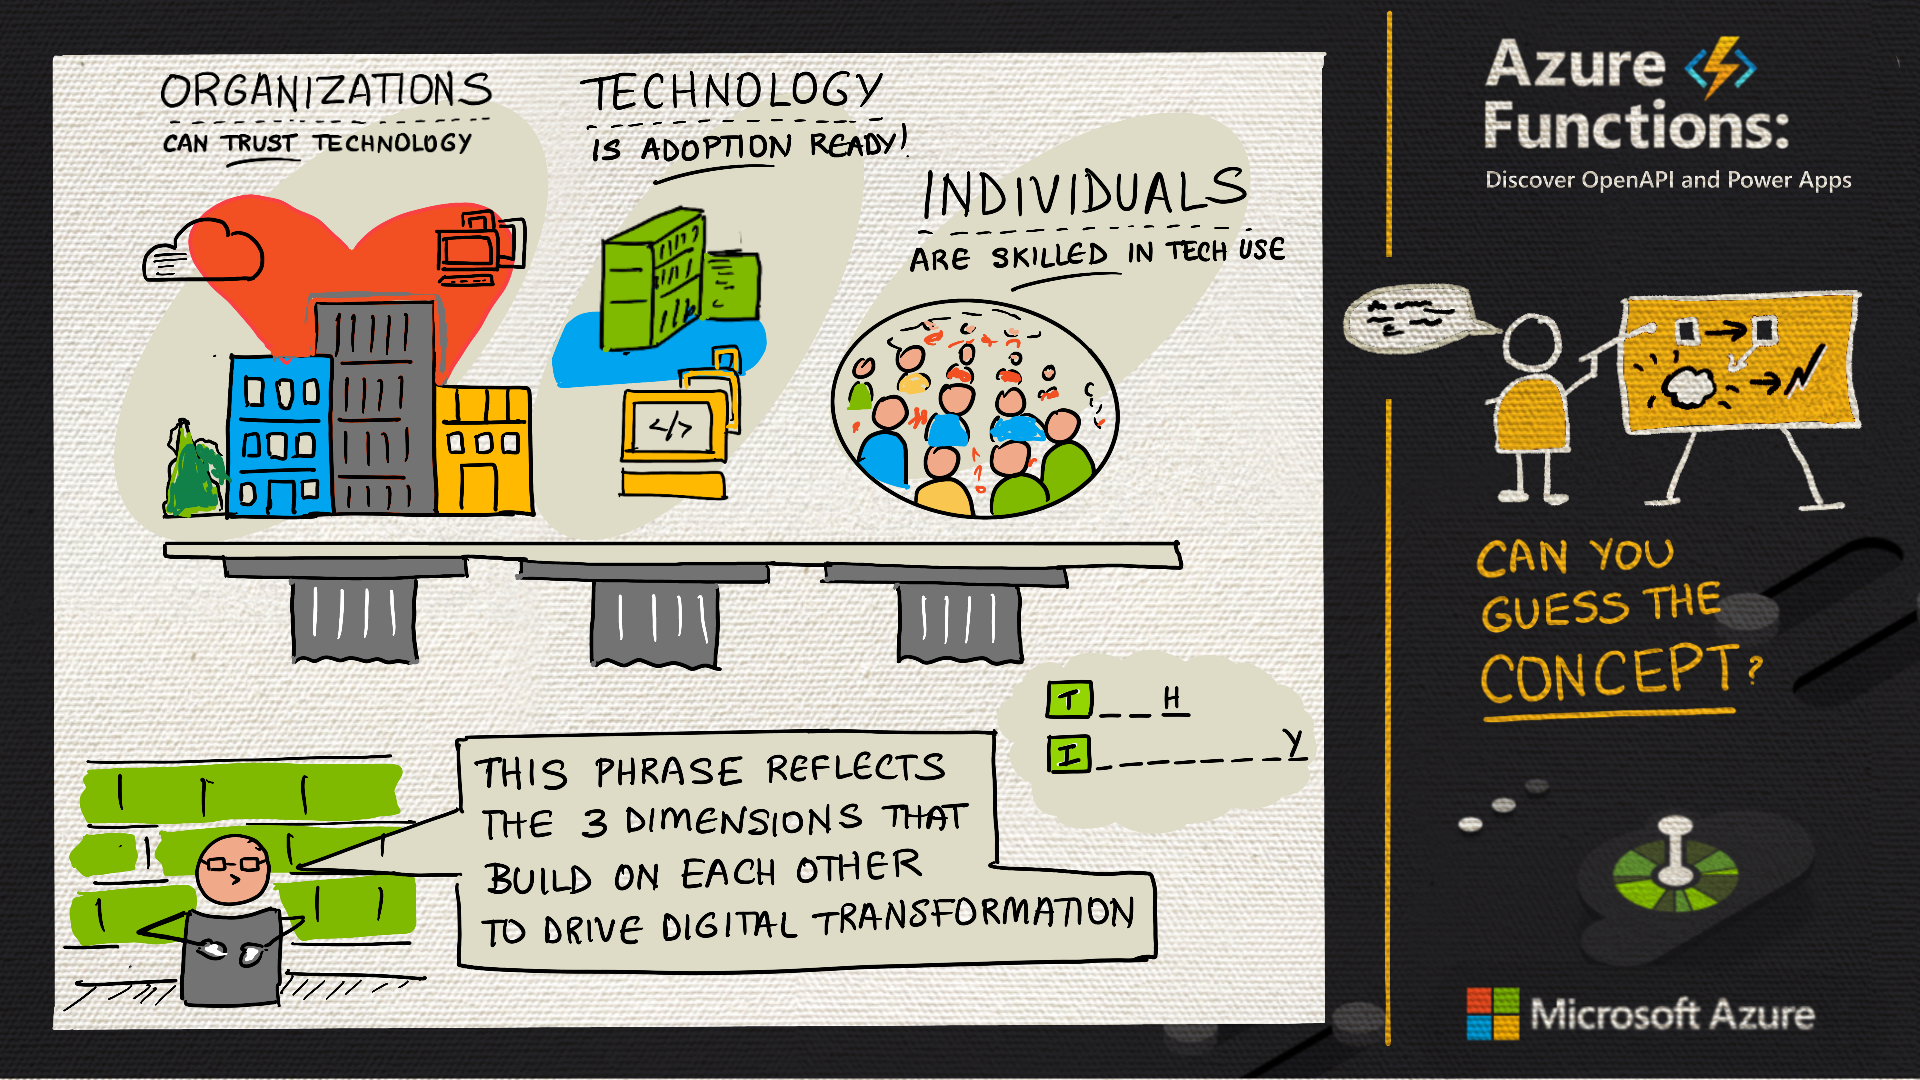 ORGANIZATIONS
CAN TRUST TECHNOLOGY
TECHNOLOGY
IS ADOPTION READY!
INDIVIDUALS
ARE SKILLED IN TECH USE
</>
T _ _ H
I _ _ _ _ _ _ _ _ Y
THIS PHRASE REFLECTS
THE 3 DIMENSIONS THAT
BUILD ON EACH OTHER
TO DRIVE DIGITAL TRANSFORMATION
Azure
Functions:
Discover OpenAPI and Power Apps
CAN YOU
GUESS THE
CONCEPT?
Microsoft Azure